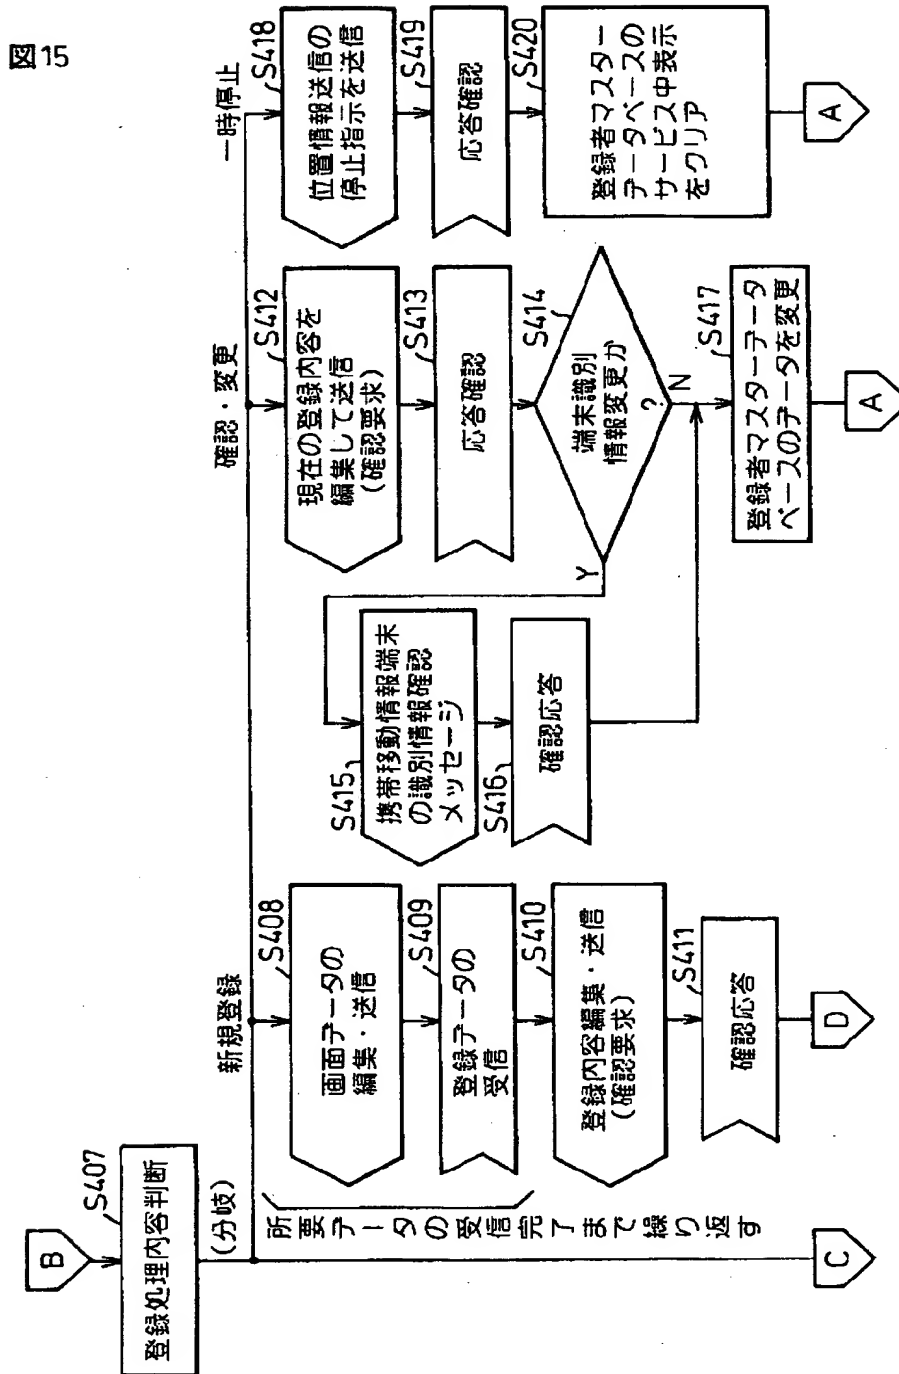 図15
B
S407
登録処理内容判断
(分岐)
新規登録
S408
画面データの
編集・送信
S409
登録データの
受信
所要データの受信完了まで繰り返す
S410
登録内容編集・送信
(確認要求)
S411
確認応答
D
確認・変更
S412
現在の登録内容を
編集して送信
(確認要求)
S413
応答確認
S414
端末識別
情報変更か
?
Y
N
S415
携帯移動情報端末
の識別情報確認
メッセージ
S416
確認応答
S417
登録者マスターデータ
ベースのデータを変更
A
一時停止
S418
位置情報送信の
停止指示を送信
S419
応答確認
S420
登録者マスター
データベースの
サービス中表示
をクリア
A
C